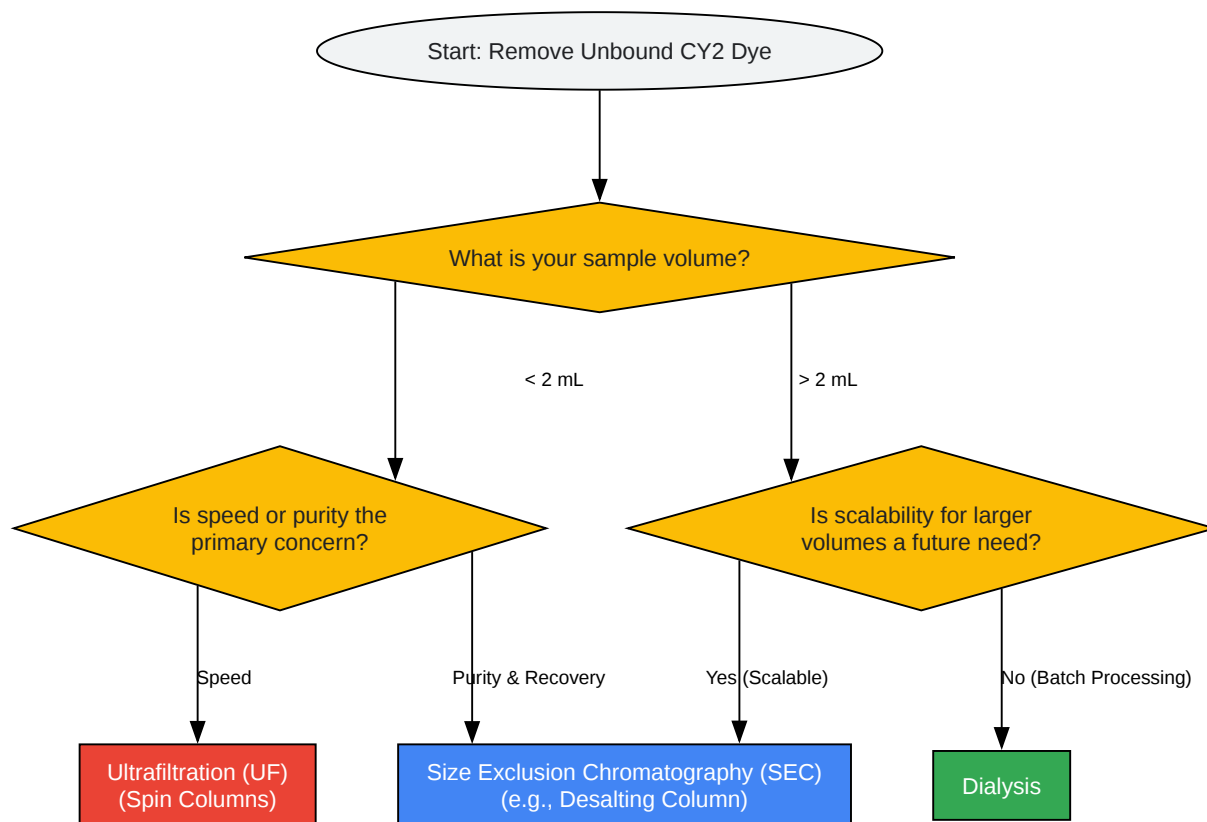 Start: Remove Unbound CY2 Dye
What is your sample volume?
< 2 mL
> 2 mL
Is speed or purity the
primary concern?
Is scalability for larger
volumes a future need?
Speed
Purity & Recovery
Yes (Scalable)
No (Batch Processing)
Ultrafiltration (UF)
(Spin Columns)
Size Exclusion Chromatography (SEC)
(e.g., Desalting Column)
Dialysis